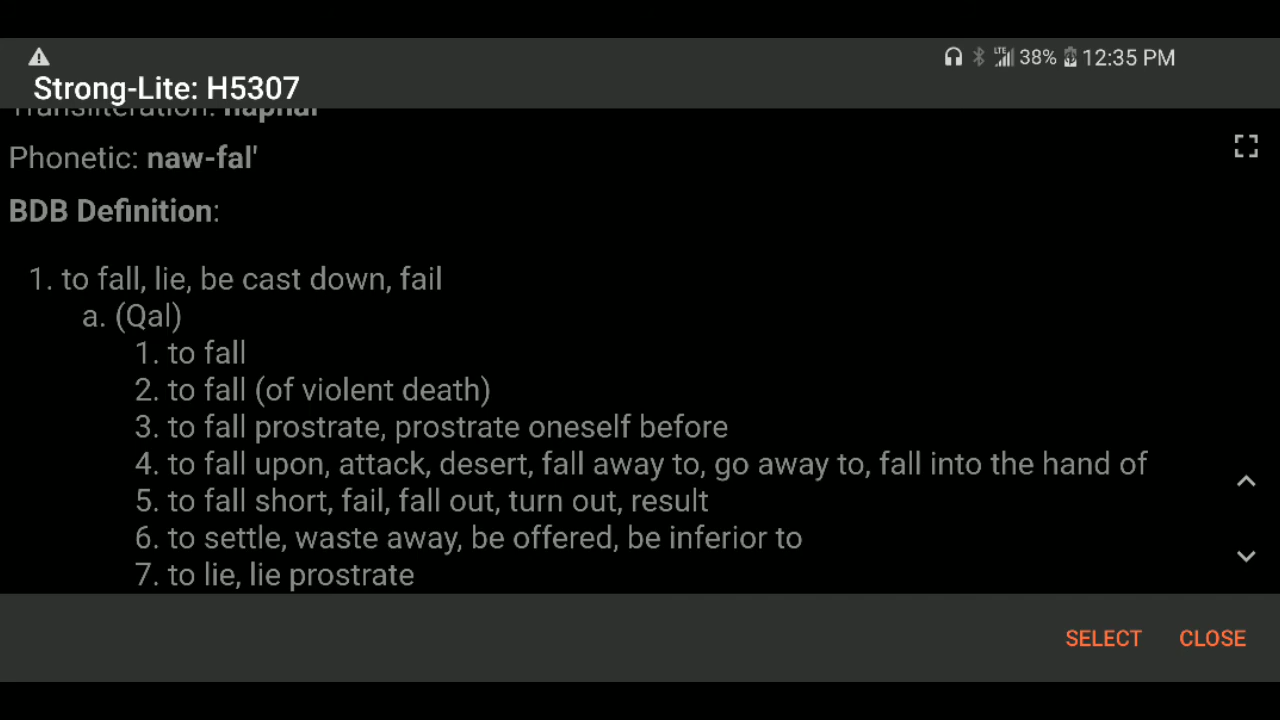 LTE 38% 12:35 PM
Strong-Lite: H5307
Transliteration: naphal
Phonetic: naw-fal'
BDB Definition:
1. to fall, lie, be cast down, fail
a. (Qal)
1. to fall
2. to fall (of violent death)
3. to fall prostrate, prostrate oneself before
4. to fall upon, attack, desert, fall away to, go away to, fall into the hand of
5. to fall short, fail, fall out, turn out, result
6. to settle, waste away, be offered, be inferior to
7. to lie, lie prostrate
SELECT CLOSE